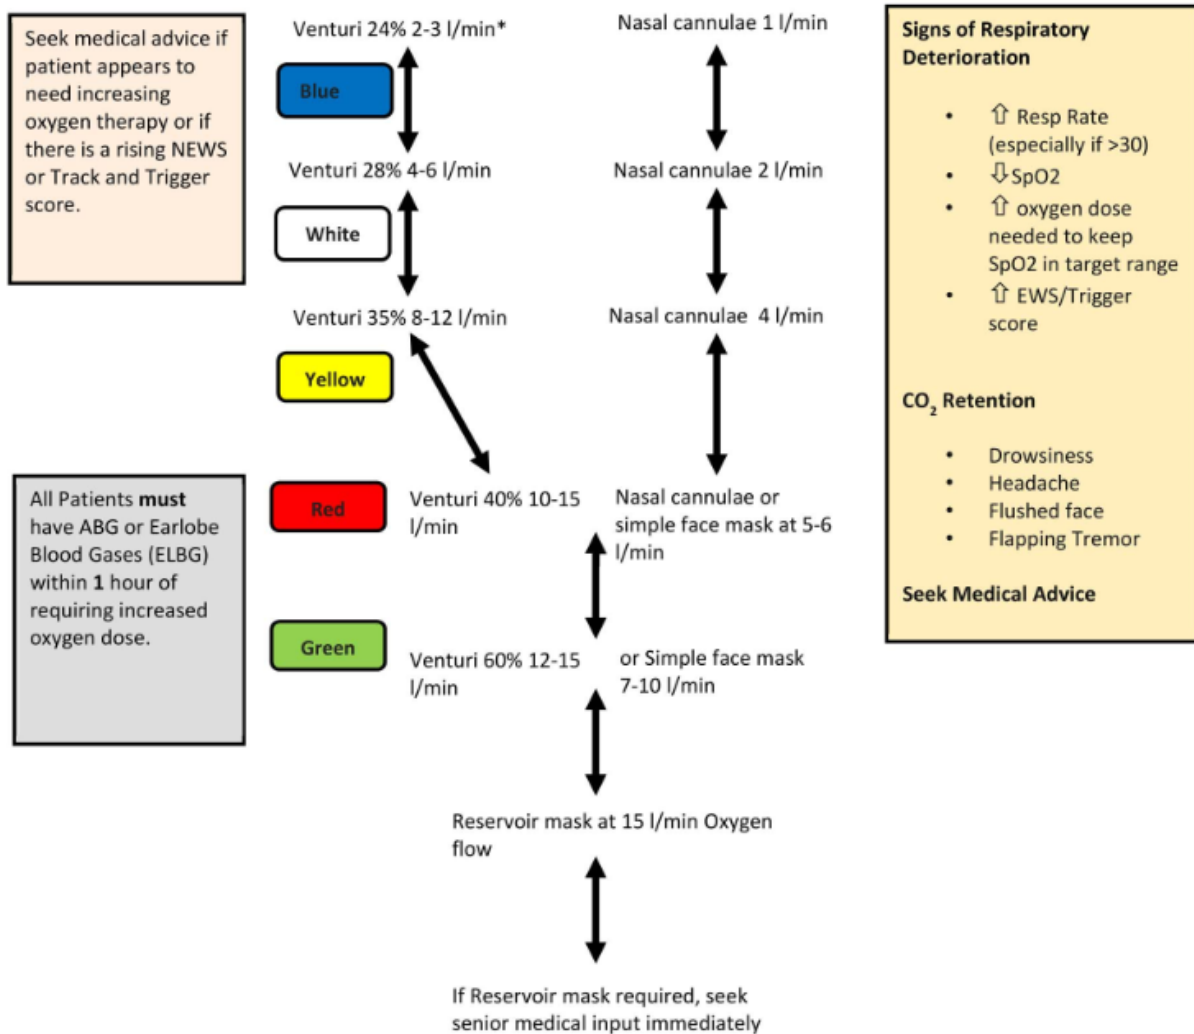 Seek medical advice if
patient appears to
need increasing
oxygen therapy or if
there is a rising NEWS
or Track and Trigger
score.
Venturi 24% 2-3 l/min*
Nasal cannulae 1 l/min
Blue
Venturi 28% 4-6 l/min
Nasal cannulae 2 l/min
White
Venturi 35% 8-12 l/min
Nasal cannulae 4 l/min
Yellow
All Patients must
have ABG or Earlobe
Blood Gases (ELBG)
within 1 hour of
requiring increased
oxygen dose.
Red
Venturi 40% 10-15
l/min
Nasal cannulae or
simple face mask at 5-6
l/min
Green
Venturi 60% 12-15
l/min
or Simple face mask
7-10 l/min
Reservoir mask at 15 l/min Oxygen
flow
If Reservoir mask required, seek
senior medical input immediately
Signs of Respiratory
Deterioration
• ⇧ Resp Rate
(especially if >30)
• ⇩SpO2
• ⇧ oxygen dose
needed to keep
SpO2 in target range
• ⇧ EWS/Trigger
score
CO₂ Retention
• Drowsiness
• Headache
• Flushed face
• Flapping Tremor
Seek Medical Advice